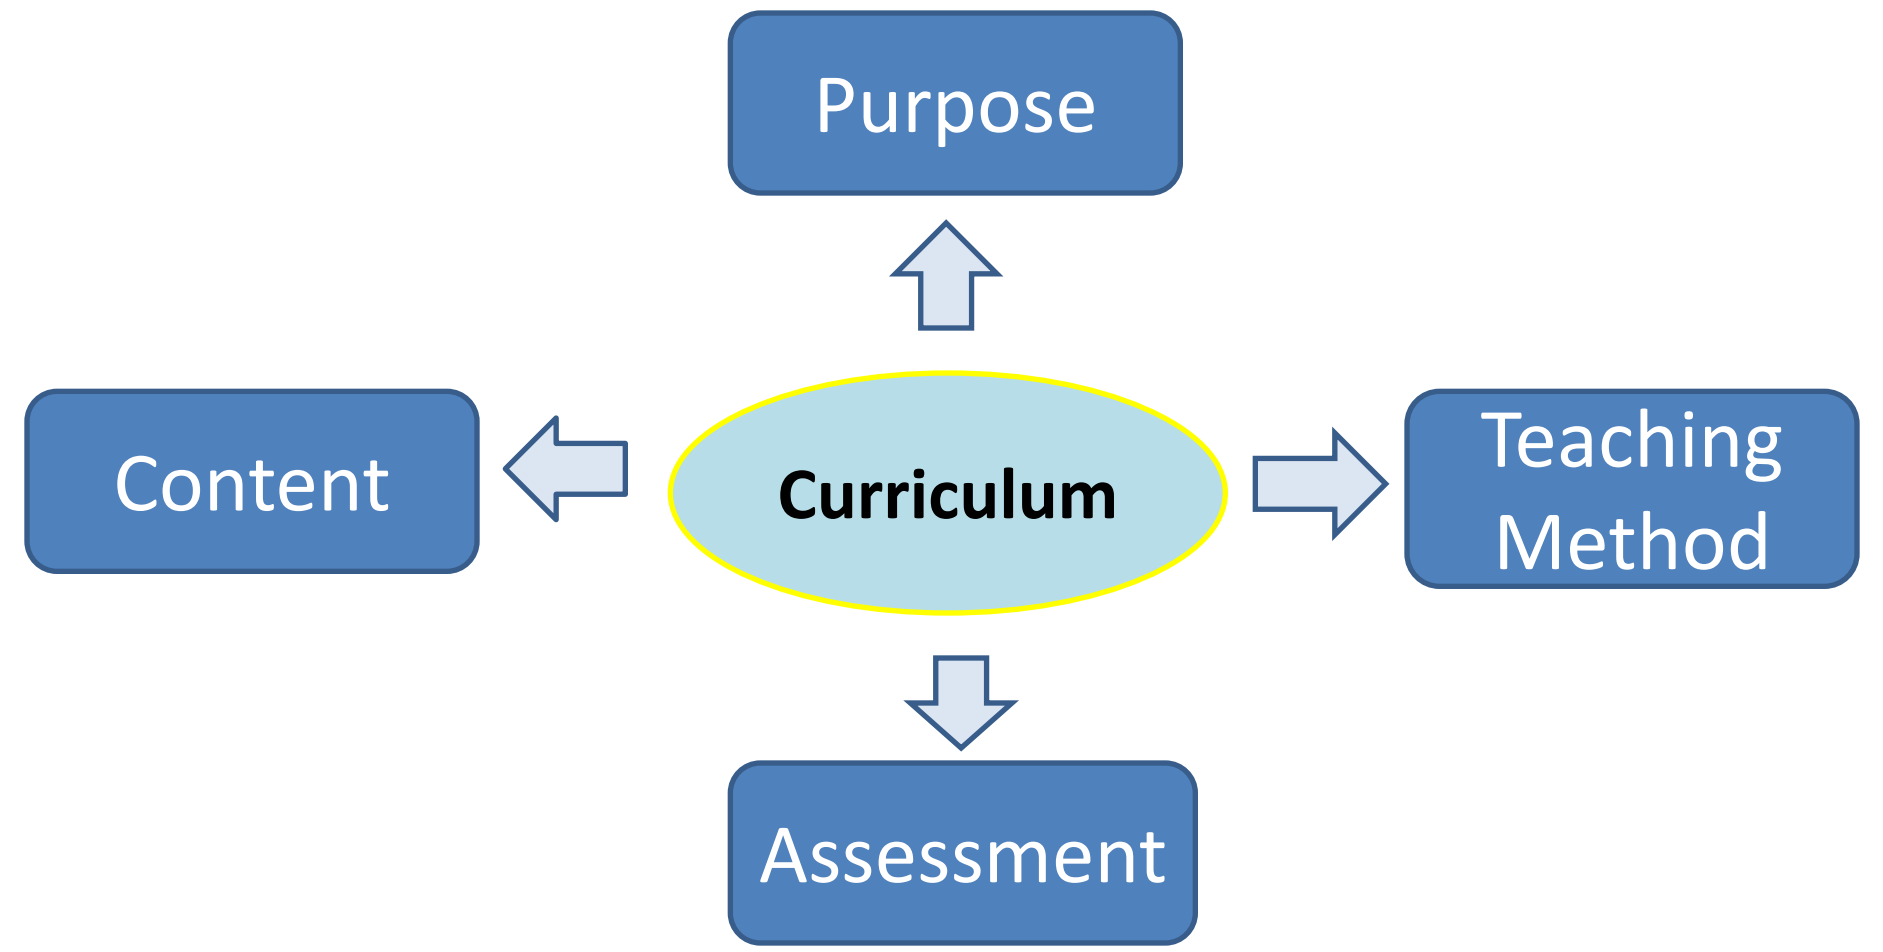 Purpose
Content
Curriculum
Teaching
Method
Assessment